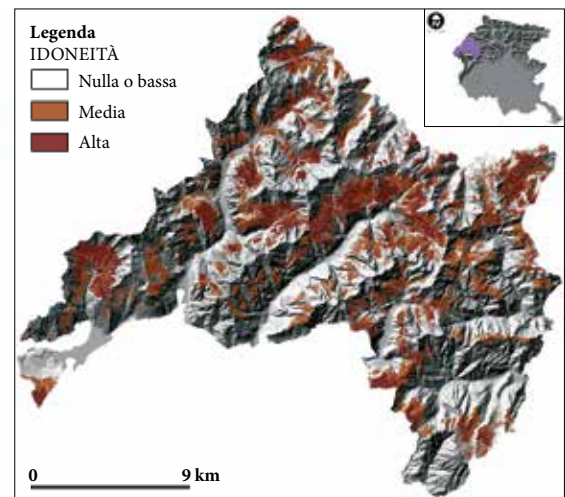 Legenda
IDONEITÀ
Nulla o bassa
Media
Alta
0 9 km